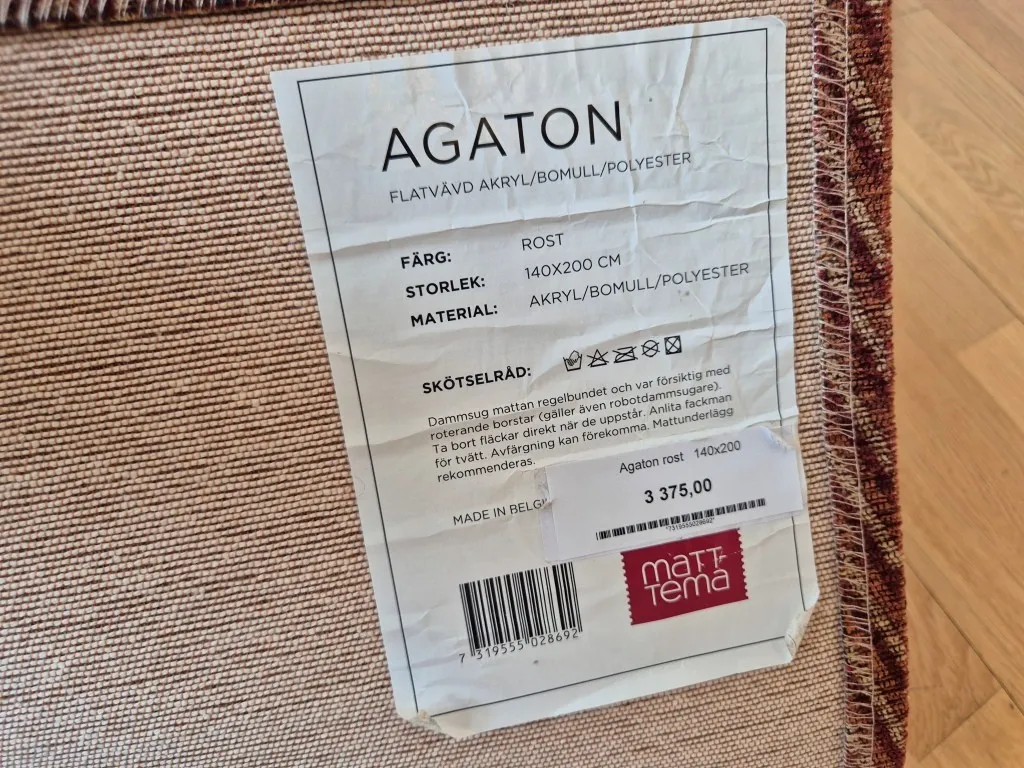 AGATON
FLATVÄVD AKRYL/BOMULL/POLYESTER
FÄRG: ROST
STORLEK: 140X200 CM
MATERIAL: AKRYL/BOMULL/POLYESTER
SKÖTSELRÅD:
Dammsug mattan regelbundet och var försiktig med
roterande borstar (gäller även robotdammsugare).
Ta bort fläckar direkt när de uppstår. Anlita fackman
för tvätt. Avfärgning kan förekomma. Mattunderlägg
rekommenderas.
Agaton rost 140x200
3 375,00
*7319555028692*
MADE IN BELGI
MATT-
TEMA
7 319555 028692